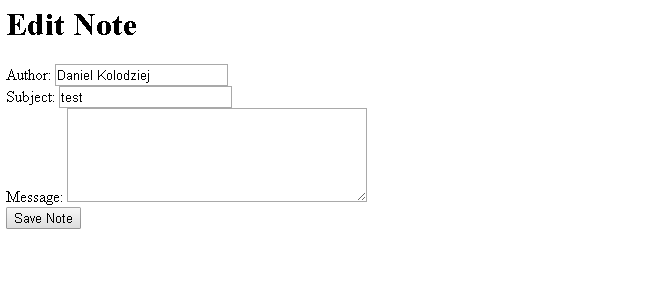 Edit Note
Author: Daniel Kolodziej
Subject: test
Message:
Save Note